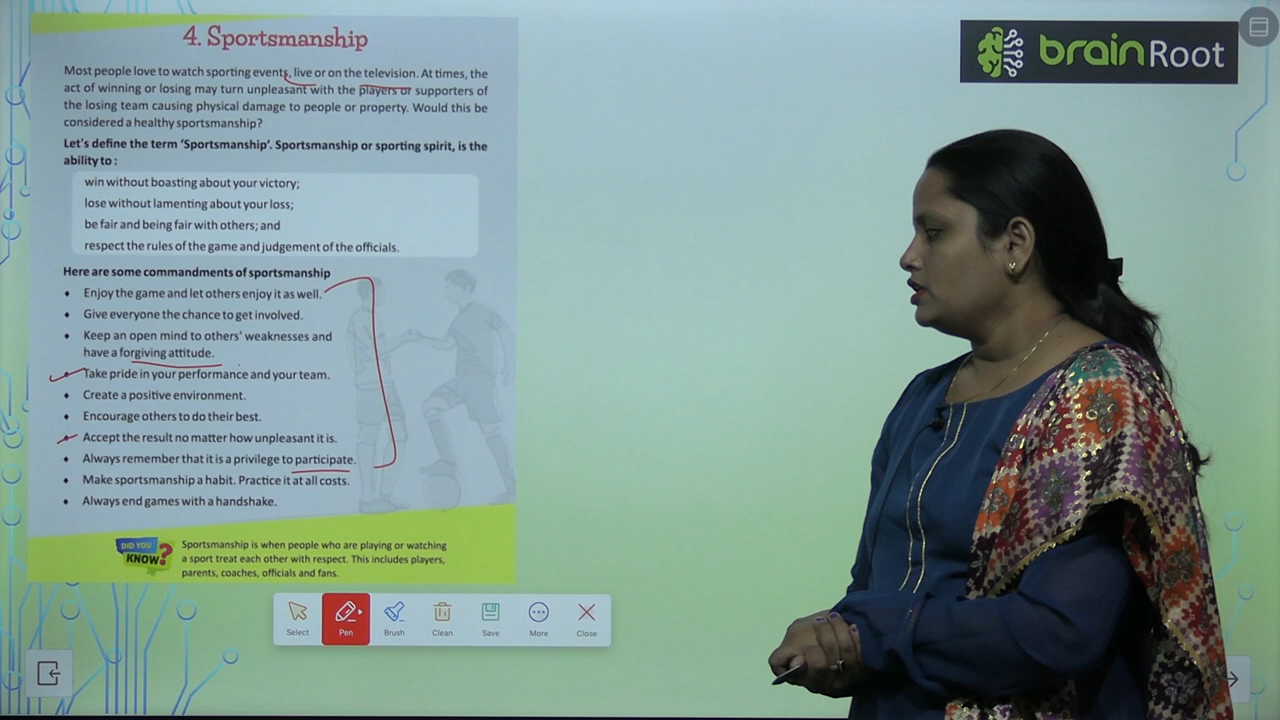 4. Sportsmanship
brainRoot
Most people love to watch sporting events, live or on the television. At times, the
act of winning or losing may turn unpleasant with the players or supporters of
the losing team causing physical damage to people or property. Would this be
considered a healthy sportsmanship?
Let's define the term 'Sportsmanship'. Sportsmanship or sporting spirit, is the
ability to :
win without boasting about your victory;
lose without lamenting about your loss;
be fair and being fair with others; and
respect the rules of the game and judgement of the officials.
Here are some commandments of sportsmanship
Enjoy the game and let others enjoy it as well.
Give everyone the chance to get involved.
Keep an open mind to others' weaknesses and
have a forgiving attitude.
Take pride in your performance and your team.
Create a positive environment.
Encourage others to do their best.
Accept the result no matter how unpleasant it is.
Always remember that it is a privilege to participate.
Make sportsmanship a habit. Practice it at all costs.
Always end games with a handshake.
DID YOU
KNOW?
Sportsmanship is when people who are playing or watching
a sport treat each other with respect. This includes players,
parents, coaches, officials and fans.
Select Pen Brush Clean Save More Close